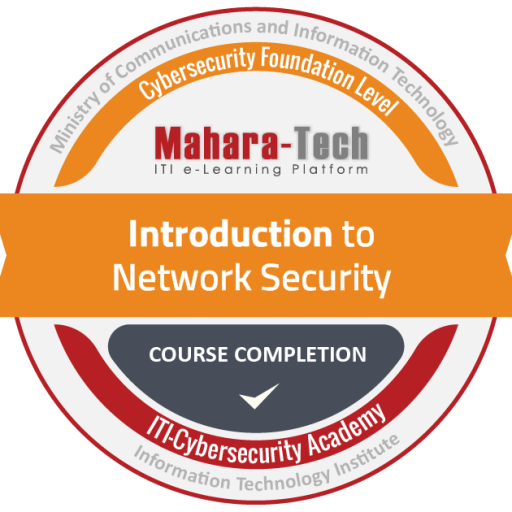 Ministry of Communications and Information Technology
Cybersecurity Foundation Level
Mahara-Tech
ITI e-Learning Platform
Introduction to
Network Security
COURSE COMPLETION
ITI-Cybersecurity Academy
Information Technology Institute